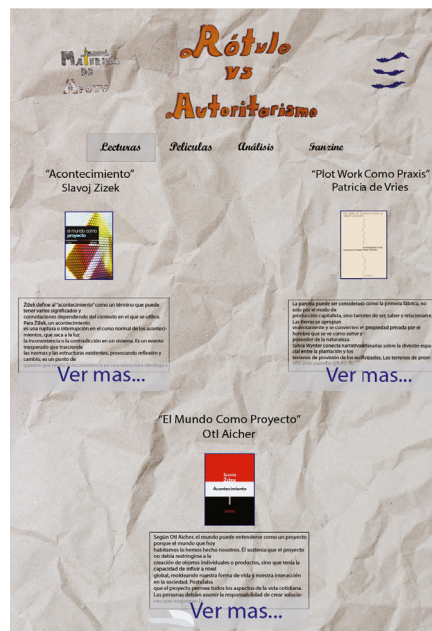 Material
de
Apoyo
Rótulo
vs
Autoritarismo
Lecturas Peliculas Análisis Fanzine
“Acontecimiento”
Slavoj Zizek
el mundo como
proyecto
Žižek define al “acontecimiento” como un término que puede
tener varios significados y
connotaciones dependiendo del contexto en el que se utilice.
Para Žižek, un acontecimiento
es una ruptura o interrupción en el curso normal de los aconteci-
mientos, que saca a la luz
la inconsistencia o la contradicción en un sistema. Es un evento
inesperado que trasciende
las normas y las estructuras existentes, provocando reflexión y
cambio, es un punto de
Ver mas...
“Plot Work Como Praxis”
Patricia de Vries
La parcela puede ser considerada como la primera fábrica, no
solo por el modo de
producción capitalista, sino también de ser, saber y relacionarse.
Las tierras se apropian
violentamente y se convierten en propiedad privada por el
hombre que se ve como señor y
poseedor de la naturaleza.
Sylvia Wynter conecta narrativas literarias sobre la división espa-
cial entre la plantación y los
terrenos de provisión de los esclavizados. Los terrenos de provi-
Ver mas...
“El Mundo Como Proyecto”
Otl Aicher
Slavoj
Žižek
Acontecimiento
Según Otl Aicher, el mundo puede entenderse como un proyecto
porque el mundo que hoy
habitamos lo hemos hecho nosotros. Él sostenía que el proyecto
no debía restringirse a la
creación de objetos individuales o productos, sino que tenía la
capacidad de influir a nivel
global, moldeando nuestra forma de vida y nuestra interacción
en la sociedad. Postulaba
que el proyecto permea todos los aspectos de la vida cotidiana.
Las personas debían asumir la responsabilidad de crear solucio-
Ver mas...